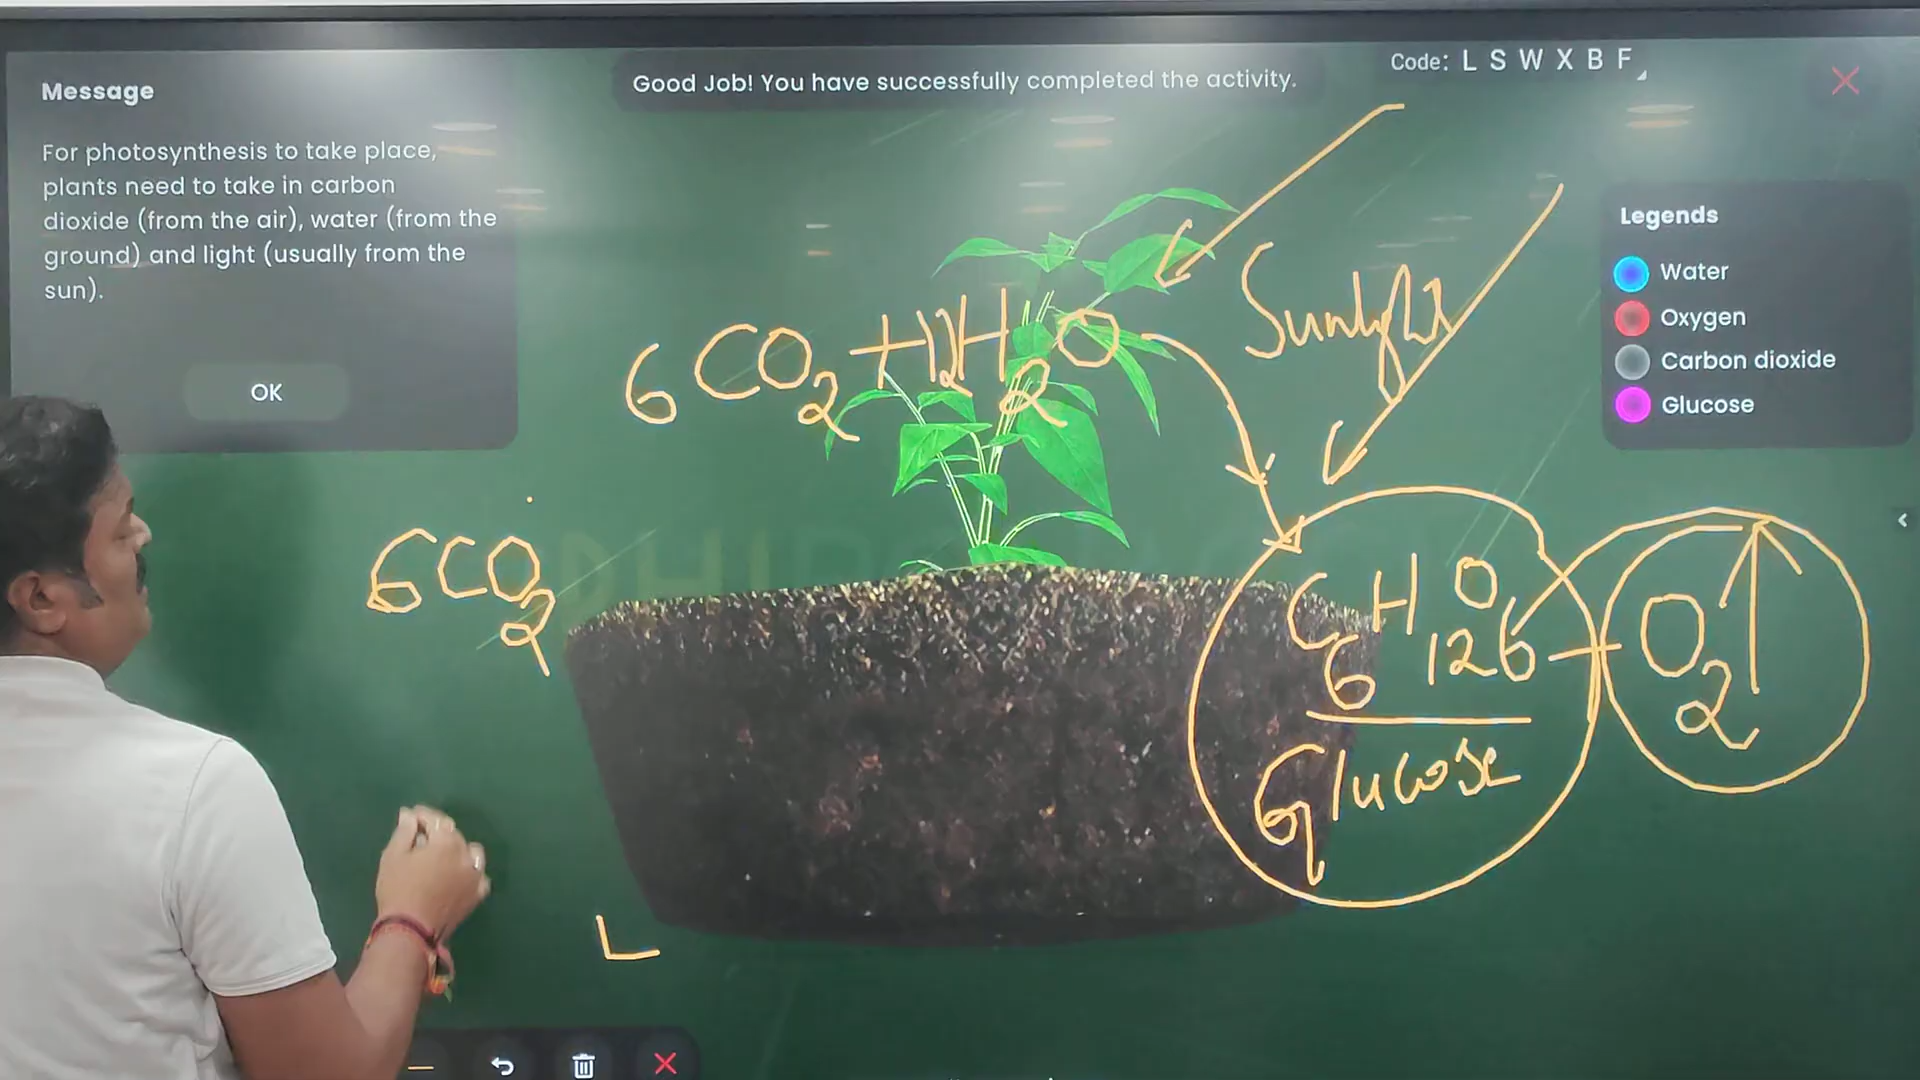 Message
For photosynthesis to take place,
plants need to take in carbon
dioxide (from the air), water (from the
ground) and light (usually from the
sun).
OK
Good Job! You have successfully completed the activity.
Code: L S W X B F
Legends
Water
Oxygen
Carbon dioxide
Glucose
6CO2+12H2O
Sunlight
6CO2
C6H12O6 + O2
Glucose
L